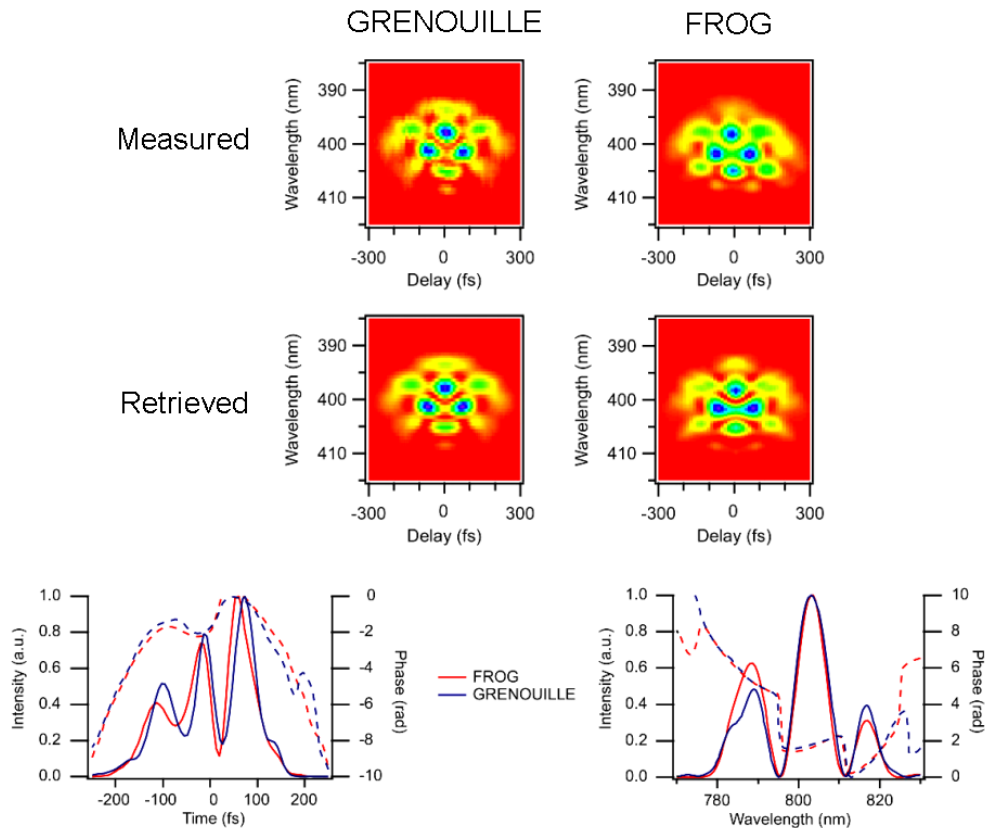 GRENOUILLE FROG
Measured
Wavelength (nm)
390
400
410
-300 0 300
Delay (fs)
Wavelength (nm)
390
400
410
-300 0 300
Delay (fs)
Retrieved
Wavelength (nm)
390
400
410
-300 0 300
Delay (fs)
Wavelength (nm)
390
400
410
-300 0 300
Delay (fs)
Intensity (a.u.)
1.0
0.8
0.6
0.4
0.2
0.0
-200 -100 0 100 200
Time (fs)
0
-2
-4
-6
-8
-10
Phase (rad)
FROG
GRENOUILLE
Intensity (a.u.)
1.0
0.8
0.6
0.4
0.2
0.0
780 800 820
Wavelength (nm)
10
8
6
4
2
0
Phase (rad)